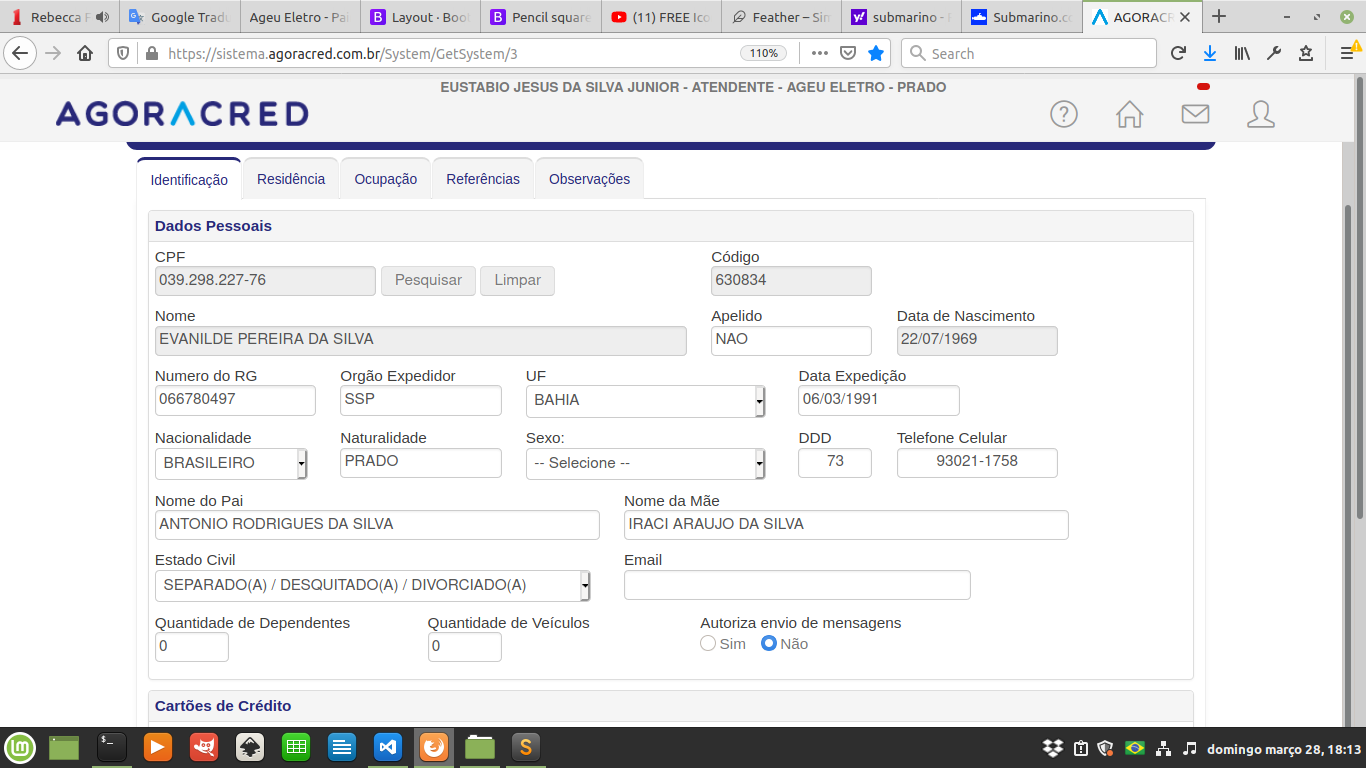 Rebecca F
Google Tradu
Ageu Eletro - Pai
Layout · Boo
Pencil square
(11) FREE Ico
Feather – Sim
submarino - 
Submarino.co
AGORACR
https://sistema.agoracred.com.br/System/GetSystem/3
110%
Search
EUSTABIO JESUS DA SILVA JUNIOR - ATENDENTE - AGEU ELETRO - PRADO
AGORACRED
Identificação Residência Ocupação Referências Observações
Dados Pessoais
CPF Código
039.298.227-76 Pesquisar Limpar 630834
Nome Apelido Data de Nascimento
EVANILDE PEREIRA DA SILVA NAO 22/07/1969
Numero do RG Orgão Expedidor UF Data Expedição
066780497 SSP BAHIA 06/03/1991
Nacionalidade Naturalidade Sexo: DDD Telefone Celular
BRASILEIRO PRADO -- Selecione -- 73 93021-1758
Nome do Pai Nome da Mãe
ANTONIO RODRIGUES DA SILVA IRACI ARAUJO DA SILVA
Estado Civil Email
SEPARADO(A) / DESQUITADO(A) / DIVORCIADO(A)
Quantidade de Dependentes Quantidade de Veículos Autoriza envio de mensagens
0 0 Sim Não
Cartões de Crédito
domingo março 28, 18:13